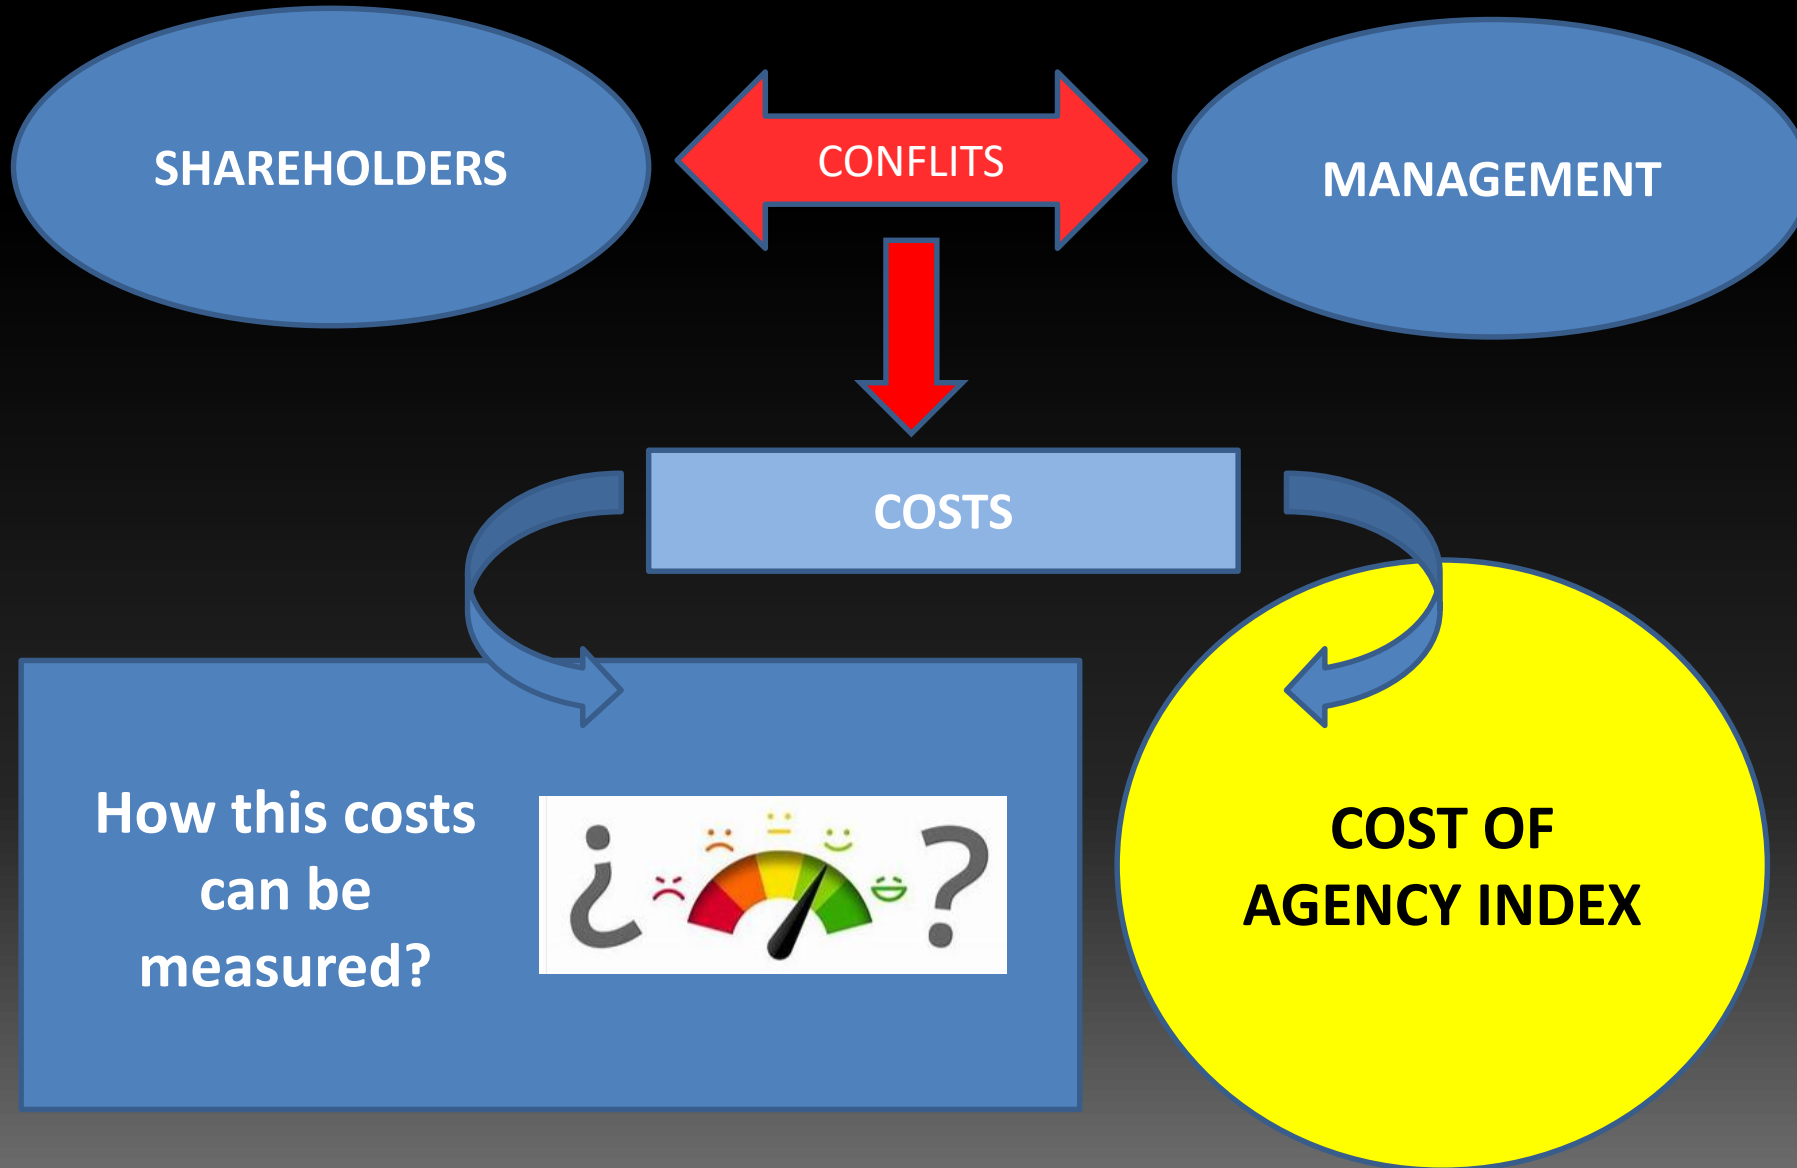 SHAREHOLDERS
CONFLITS
MANAGEMENT
COSTS
How this costs
can be
measured?
¿ ?
COST OF
AGENCY INDEX